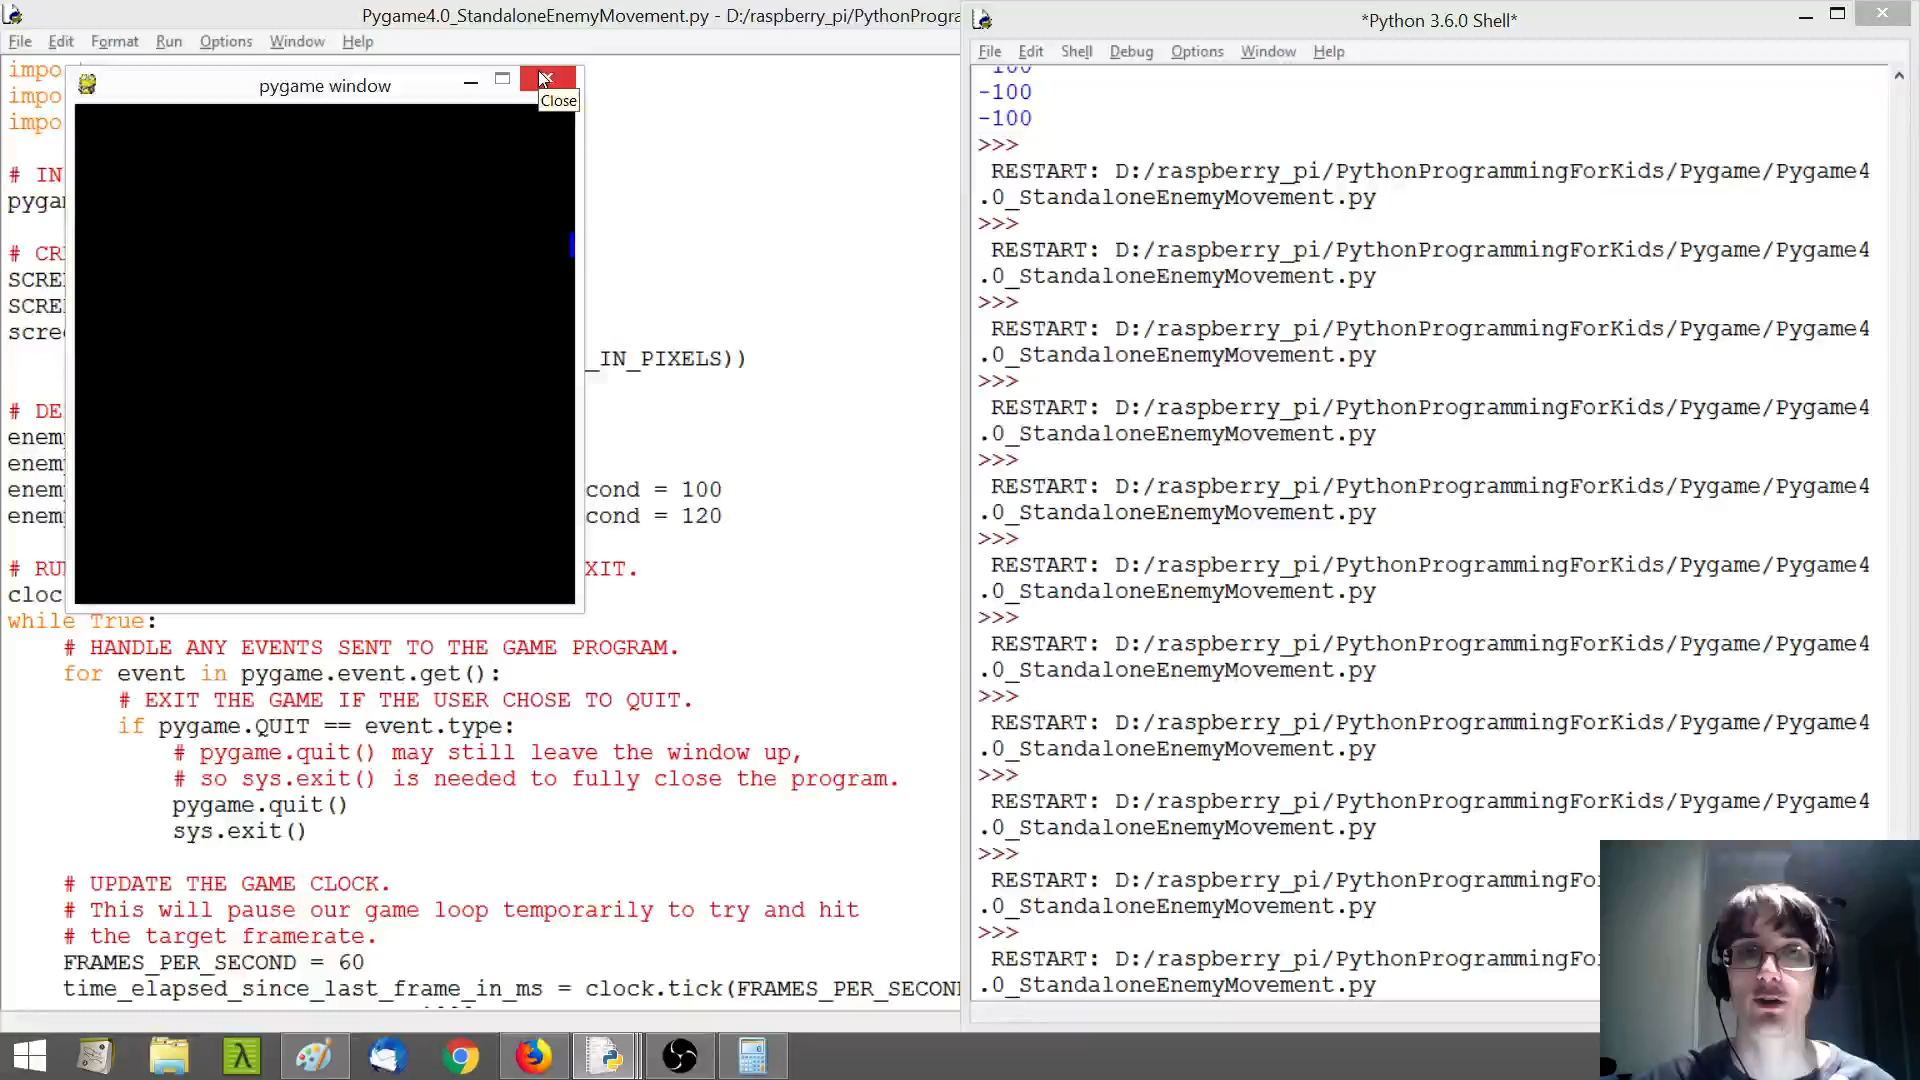 Pygame4.0_StandaloneEnemyMovement.py - D:/raspberry_pi/PythonProgra
File Edit Format Run Options Window Help
impo
impo
impo
# IN
pyga
# CR
SCRE
SCRE
scre
_IN_PIXELS))
# DE
enem
enem
enem cond = 100
enem cond = 120
# RU XIT.
cloc
while True:
# HANDLE ANY EVENTS SENT TO THE GAME PROGRAM.
for event in pygame.event.get():
# EXIT THE GAME IF THE USER CHOSE TO QUIT.
if pygame.QUIT == event.type:
# pygame.quit() may still leave the window up,
# so sys.exit() is needed to fully close the program.
pygame.quit()
sys.exit()
# UPDATE THE GAME CLOCK.
# This will pause our game loop temporarily to try and hit
# the target framerate.
FRAMES_PER_SECOND = 60
time_elapsed_since_last_frame_in_ms = clock.tick(FRAMES_PER_SECON
pygame window
Close
*Python 3.6.0 Shell*
File Edit Shell Debug Options Window Help
-100
-100
-100
>>>
RESTART: D:/raspberry_pi/PythonProgrammingForKids/Pygame/Pygame4
.0_StandaloneEnemyMovement.py
>>>
RESTART: D:/raspberry_pi/PythonProgrammingForKids/Pygame/Pygame4
.0_StandaloneEnemyMovement.py
>>>
RESTART: D:/raspberry_pi/PythonProgrammingForKids/Pygame/Pygame4
.0_StandaloneEnemyMovement.py
>>>
RESTART: D:/raspberry_pi/PythonProgrammingForKids/Pygame/Pygame4
.0_StandaloneEnemyMovement.py
>>>
RESTART: D:/raspberry_pi/PythonProgrammingForKids/Pygame/Pygame4
.0_StandaloneEnemyMovement.py
>>>
RESTART: D:/raspberry_pi/PythonProgrammingForKids/Pygame/Pygame4
.0_StandaloneEnemyMovement.py
>>>
RESTART: D:/raspberry_pi/PythonProgrammingForKids/Pygame/Pygame4
.0_StandaloneEnemyMovement.py
>>>
RESTART: D:/raspberry_pi/PythonProgrammingForKids/Pygame/Pygame4
.0_StandaloneEnemyMovement.py
>>>
RESTART: D:/raspberry_pi/PythonProgrammingForKids/Pygame/Pygame4
.0_StandaloneEnemyMovement.py
>>>
RESTART: D:/raspberry_pi/PythonProgrammingFo
.0_StandaloneEnemyMovement.py
>>>
RESTART: D:/raspberry_pi/PythonProgrammingFo
.0_StandaloneEnemyMovement.py